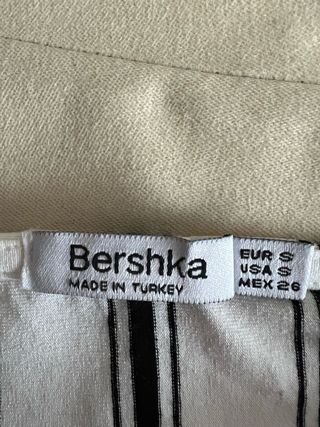 Bershka
MADE IN TURKEY
EUR S
USA S
MEX 26